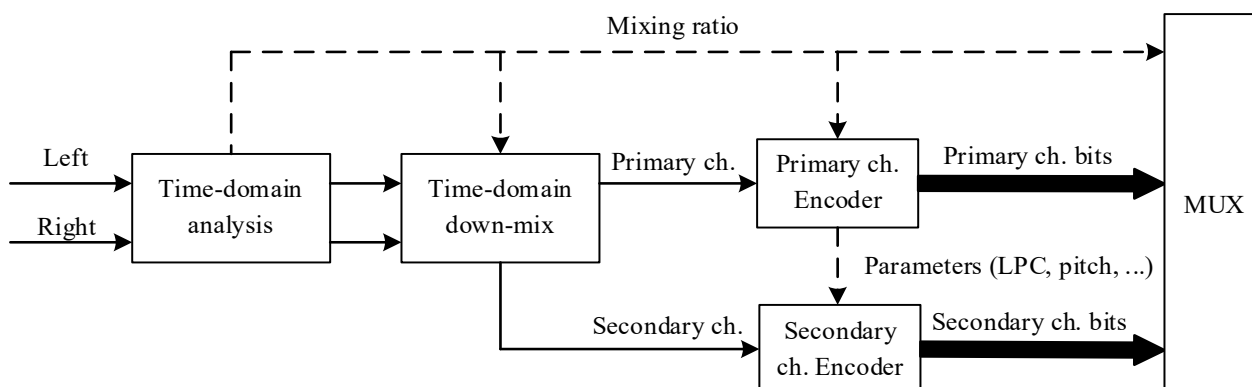 Mixing ratio
Left
Right
Time-domain
analysis
Time-domain
down-mix
Primary ch.
Primary ch.
Encoder
Primary ch. bits
MUX
Parameters (LPC, pitch, ...)
Secondary ch.
Secondary
ch. Encoder
Secondary ch. bits